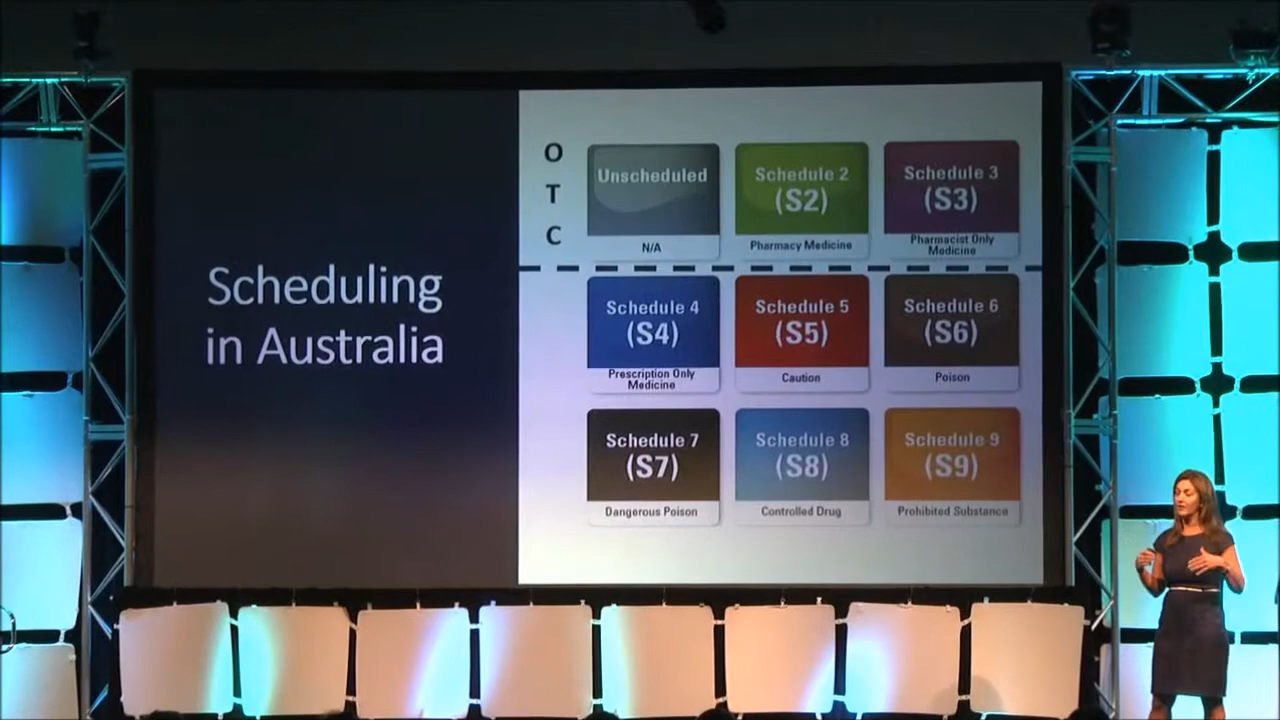 Scheduling
in Australia
O
T
C
Unscheduled
N/A
Schedule 2
(S2)
Pharmacy Medicine
Schedule 3
(S3)
Pharmacist Only
Medicine
Schedule 4
(S4)
Prescription Only
Medicine
Schedule 5
(S5)
Caution
Schedule 6
(S6)
Poison
Schedule 7
(S7)
Dangerous Poison
Schedule 8
(S8)
Controlled Drug
Schedule 9
(S9)
Prohibited Substance